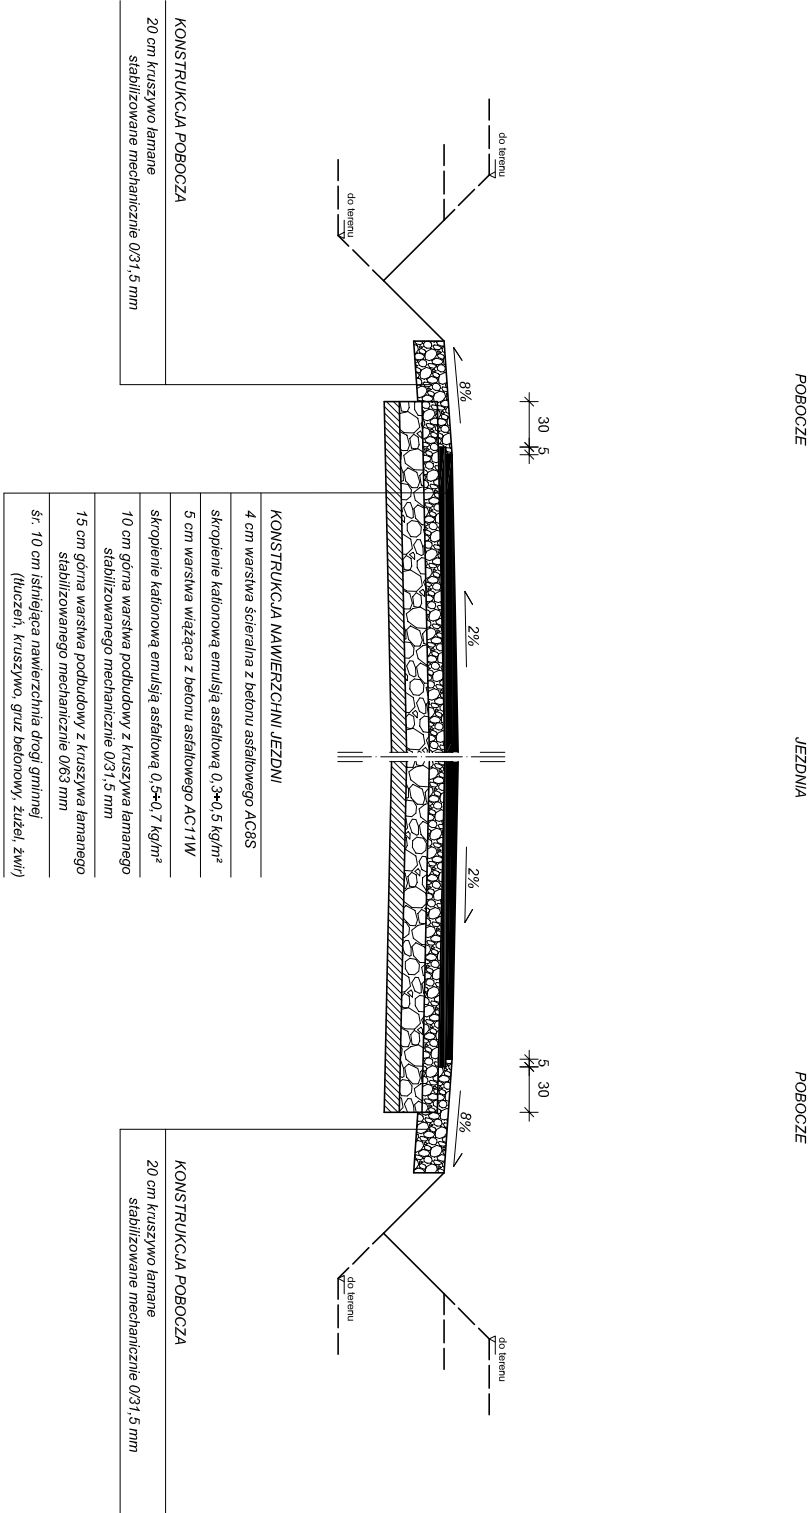 POBOCZE
JEZDNIA
POBOCZE
30
5
5
30
do terenu
do terenu
8%
2%
2%
8%
do terenu
do terenu
KONSTRUKCJA POBOCZA
20 cm kruszywo łamane
stabilizowane mechanicznie 0/31,5 mm
KONSTRUKCJA NAWIERZCHNI JEZDNI
4 cm warstwa ścieralna z betonu asfaltowego AC8S
skropienie kationową emulsją asfaltową 0,3÷0,5 kg/m²
5 cm warstwa wiążąca z betonu asfaltowego AC11W
skropienie kationową emulsją asfaltową 0,5÷0,7 kg/m²
10 cm górna warstwa podbudowy z kruszywa łamanego
stabilizowanego mechanicznie 0/31,5 mm
15 cm górna warstwa podbudowy z kruszywa łamanego
stabilizowanego mechanicznie 0/63 mm
śr. 10 cm istniejąca nawierzchnia drogi gminnej
(tłuczeń, kruszywo, gruz betonowy, żużel, żwir)
KONSTRUKCJA POBOCZA
20 cm kruszywo łamane
stabilizowane mechanicznie 0/31,5 mm